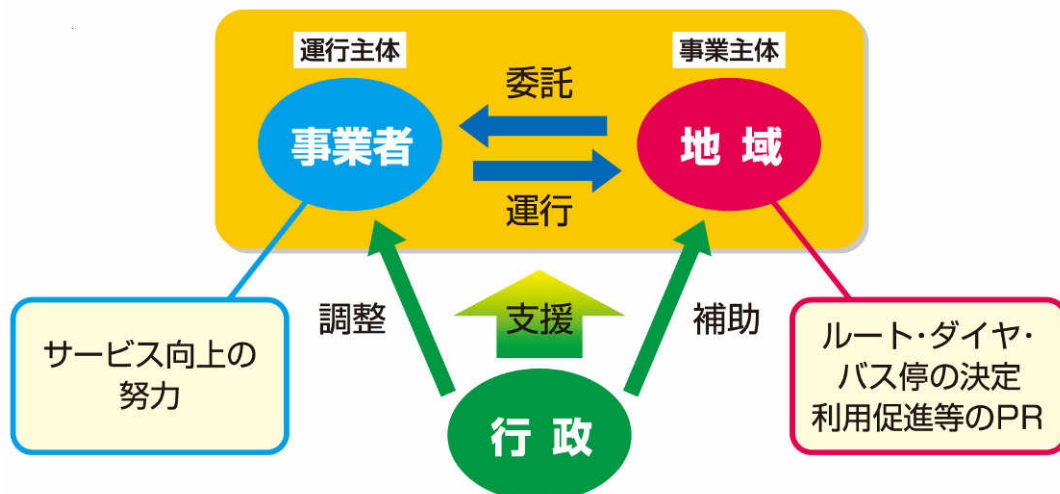 運行主体
事業主体
委託
事業者
地域
運行
調整
支援
補助
サービス向上の
努力
ルート・ダイヤ・
バス停の決定
利用促進等のPR
行政